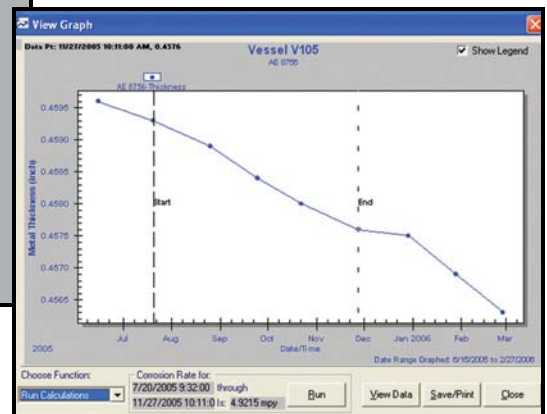 View Graph
Data Pt: 11/27/2005 10:11:00 AM, 0.4576
Vessel V105
AE 8756
Show Legend
AE 8756-Thickness
Metal Thickness (inch)
0.4595
0.4590
0.4585
0.4580
0.4575
0.4570
0.4565
Start
End
Jul Aug Sep Oct Nov Dec Jan 2006 Feb Mar
2005
Date/Time
Date Range Graphed: 6/15/2005 to 2/27/2006
Choose Function:
Run Calculations
Corrosion Rate for:
7/20/2005 9:32:00 through
11/27/2005 10:11:0 Is: 4.9215 mpy
Run
View Data
Save/Print
Close